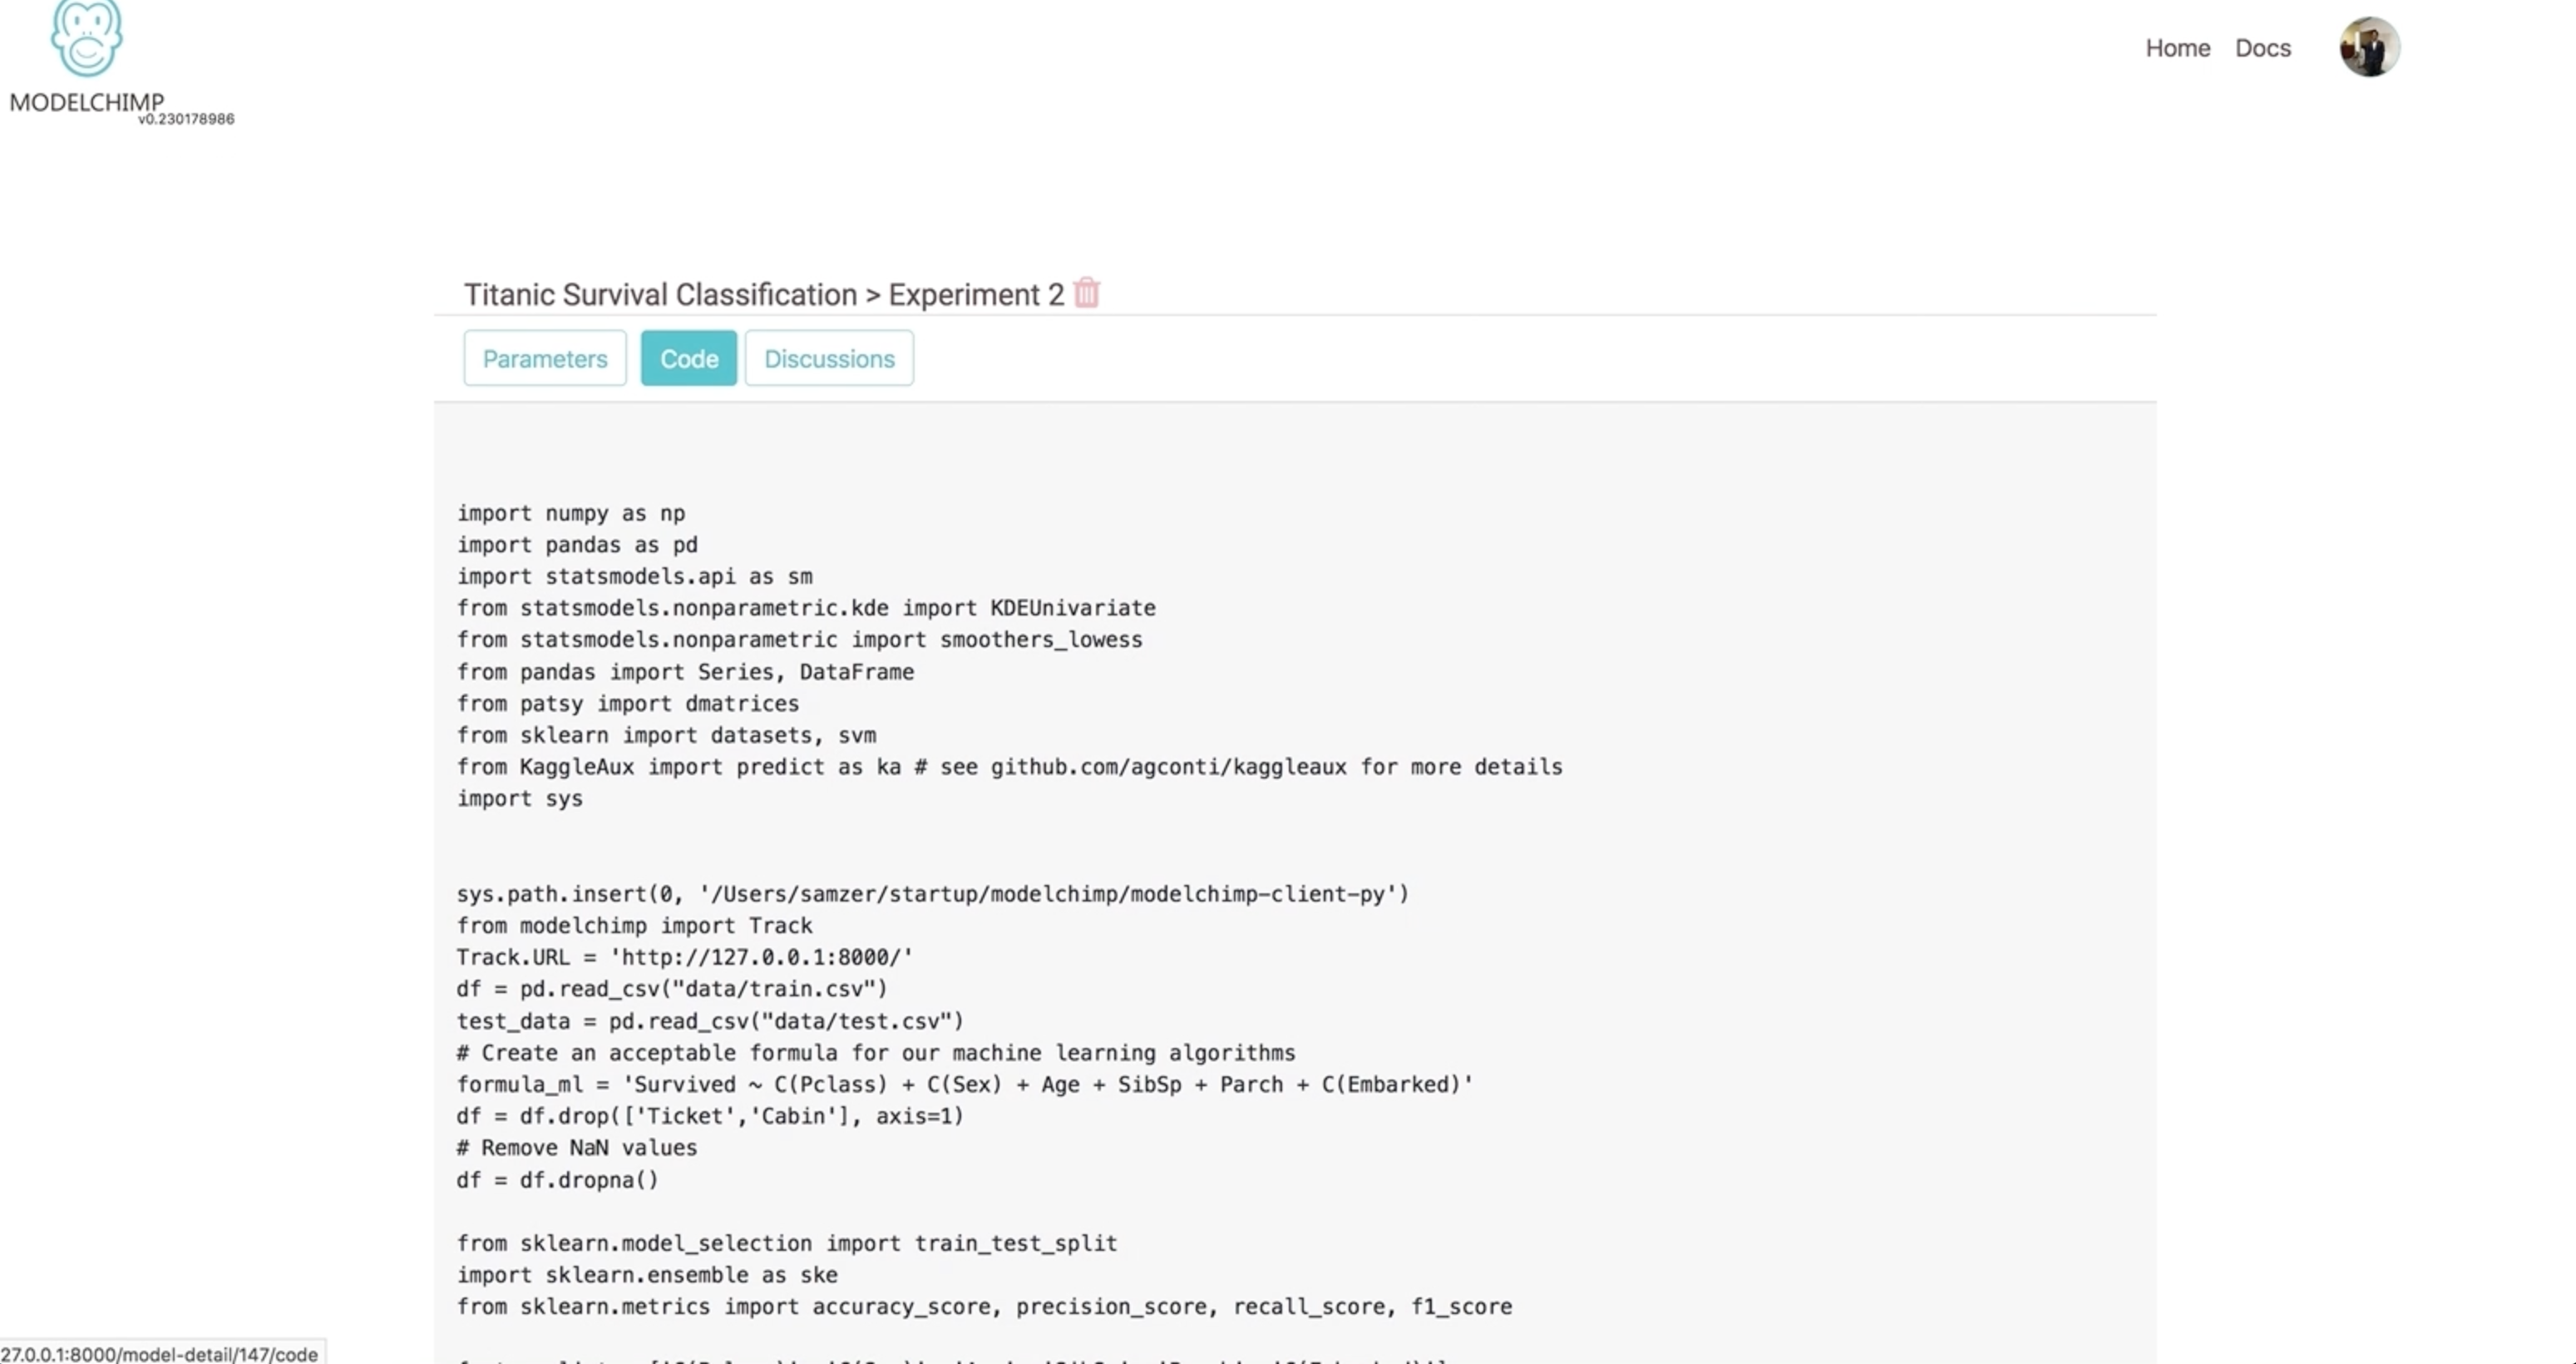 MODELCHIMP
v0.230178986
Home Docs
Titanic Survival Classification > Experiment 2
Parameters Code Discussions
import numpy as np
import pandas as pd
import statsmodels.api as sm
from statsmodels.nonparametric.kde import KDEUnivariate
from statsmodels.nonparametric import smoothers_lowess
from pandas import Series, DataFrame
from patsy import dmatrices
from sklearn import datasets, svm
from KaggleAux import predict as ka # see github.com/agconti/kaggleaux for more details
import sys
sys.path.insert(0, '/Users/samzer/startup/modelchimp/modelchimp-client-py')
from modelchimp import Track
Track.URL = 'http://127.0.0.1:8000/'
df = pd.read_csv("data/train.csv")
test_data = pd.read_csv("data/test.csv")
# Create an acceptable formula for our machine learning algorithms
formula_ml = 'Survived ~ C(Pclass) + C(Sex) + Age + SibSp + Parch + C(Embarked)'
df = df.drop(['Ticket','Cabin'], axis=1)
# Remove NaN values
df = df.dropna()
from sklearn.model_selection import train_test_split
import sklearn.ensemble as ske
from sklearn.metrics import accuracy_score, precision_score, recall_score, f1_score
27.0.0.1:8000/model-detail/147/code